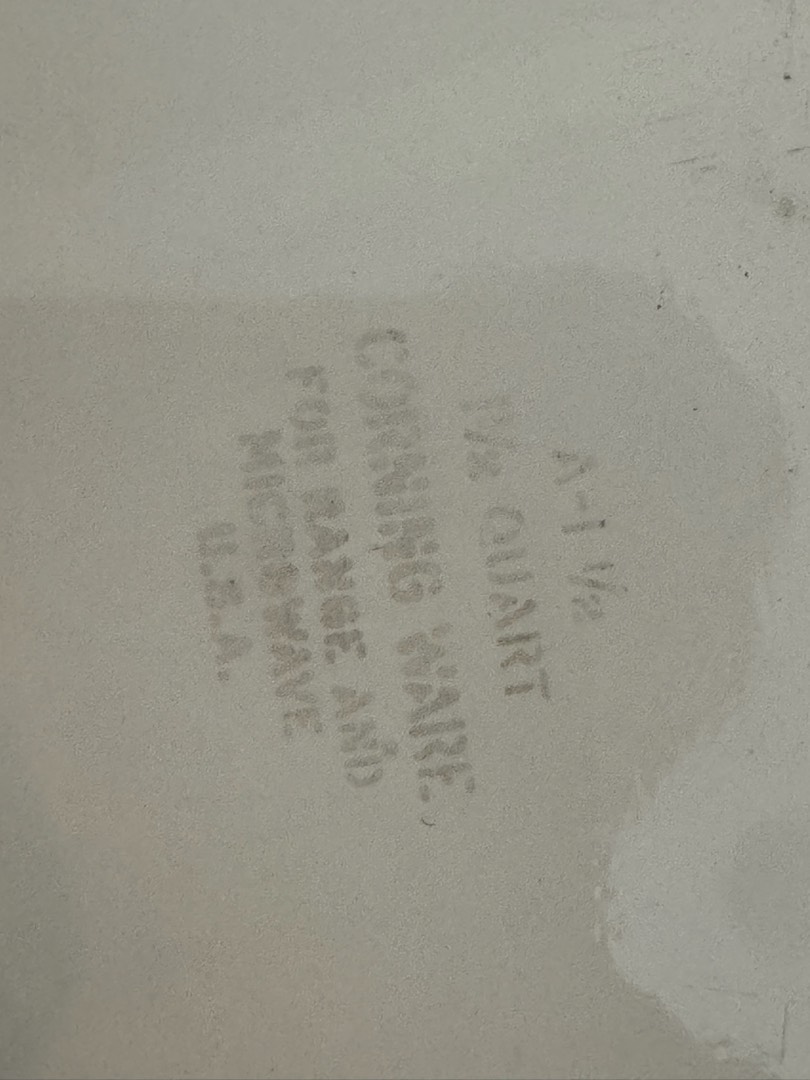 A-1 1/2
1 1/2 QUART
CORNING WARE
FOR RANGE AND
MICROWAVE
U.S.A.